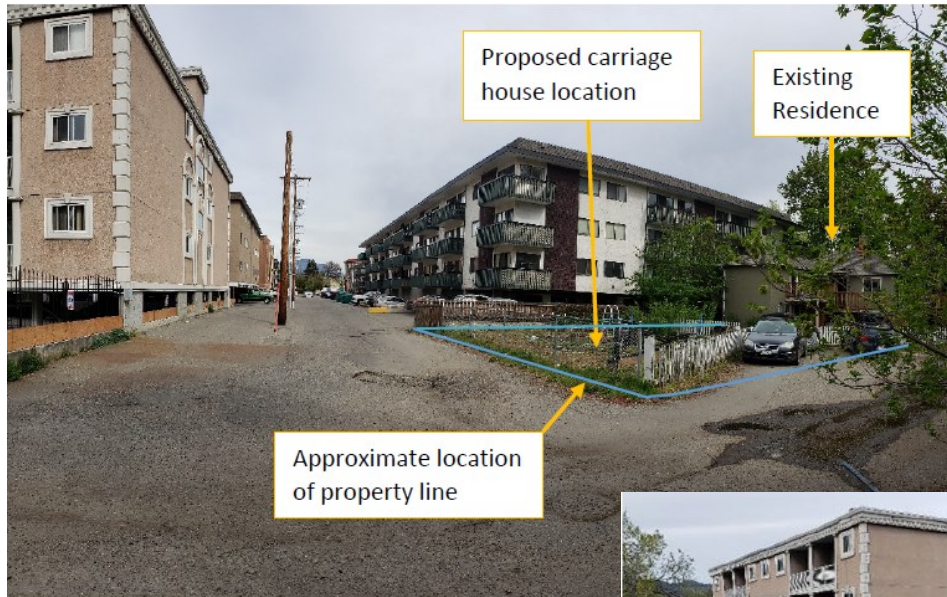 Proposed carriage
house location
Existing
Residence
Approximate location
of property line